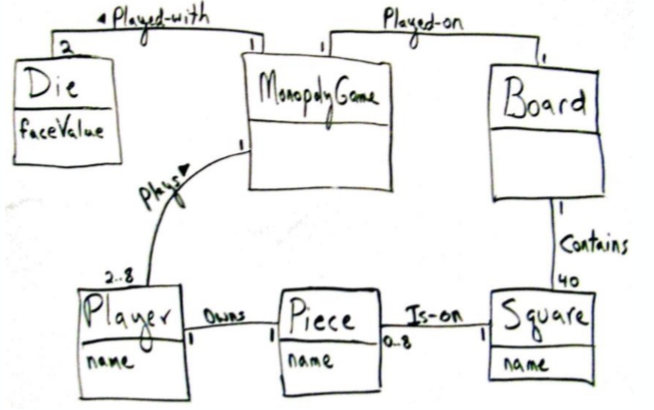 ◄ Played-with
Played-on
2
1
1
1
Die
faceValue
MonopolyGame
Board
1
Plays ►
1
Contains
2..8
40
Player
name
Owns
1
1
Piece
name
Is-on
0..8
1
Square
name